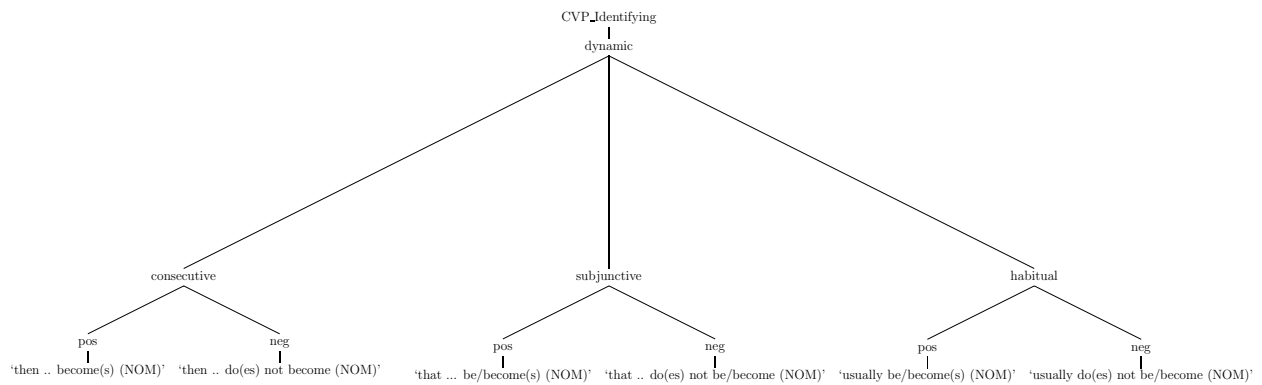 CVP_Identifying
dynamic
consecutive subjunctive habitual
pos neg pos neg pos neg
‘then .. become(s) (NOM)’ ‘then .. do(es) not become (NOM)’ ‘that ... be/become(s) (NOM)’ ‘that .. do(es) not be/become (NOM)’ ‘usually be/become(s) (NOM)’ ‘usually do(es) not be/become (NOM)’